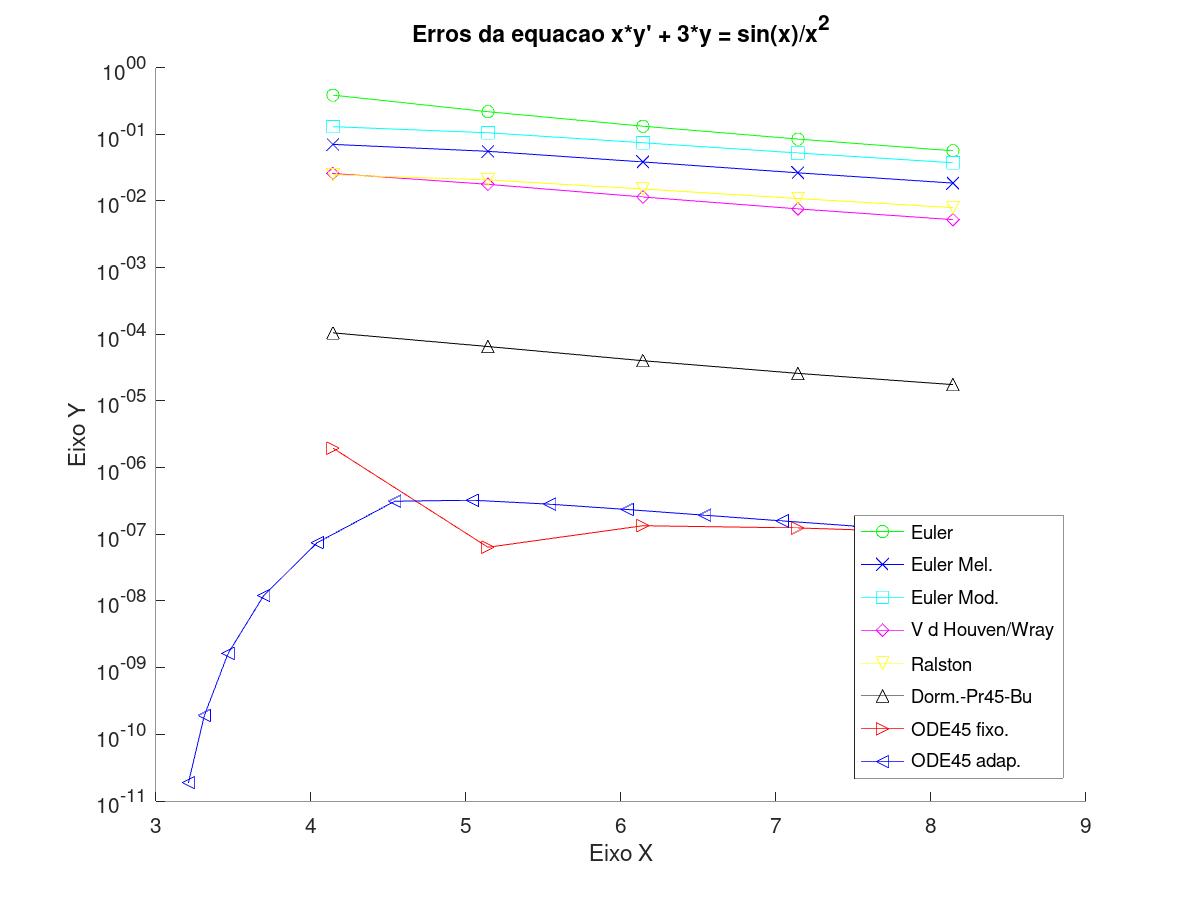 Erros da equacao x*y' + 3*y = sin(x)/x^2
10^00
10^-01
10^-02
10^-03
10^-04
10^-05
10^-06
10^-07
10^-08
10^-09
10^-10
10^-11
Eixo Y
3 4 5 6 7 8 9
Eixo X
Euler
Euler Mel.
Euler Mod.
V d Houven/Wray
Ralston
Dorm.-Pr45-Bu
ODE45 fixo.
ODE45 adap.